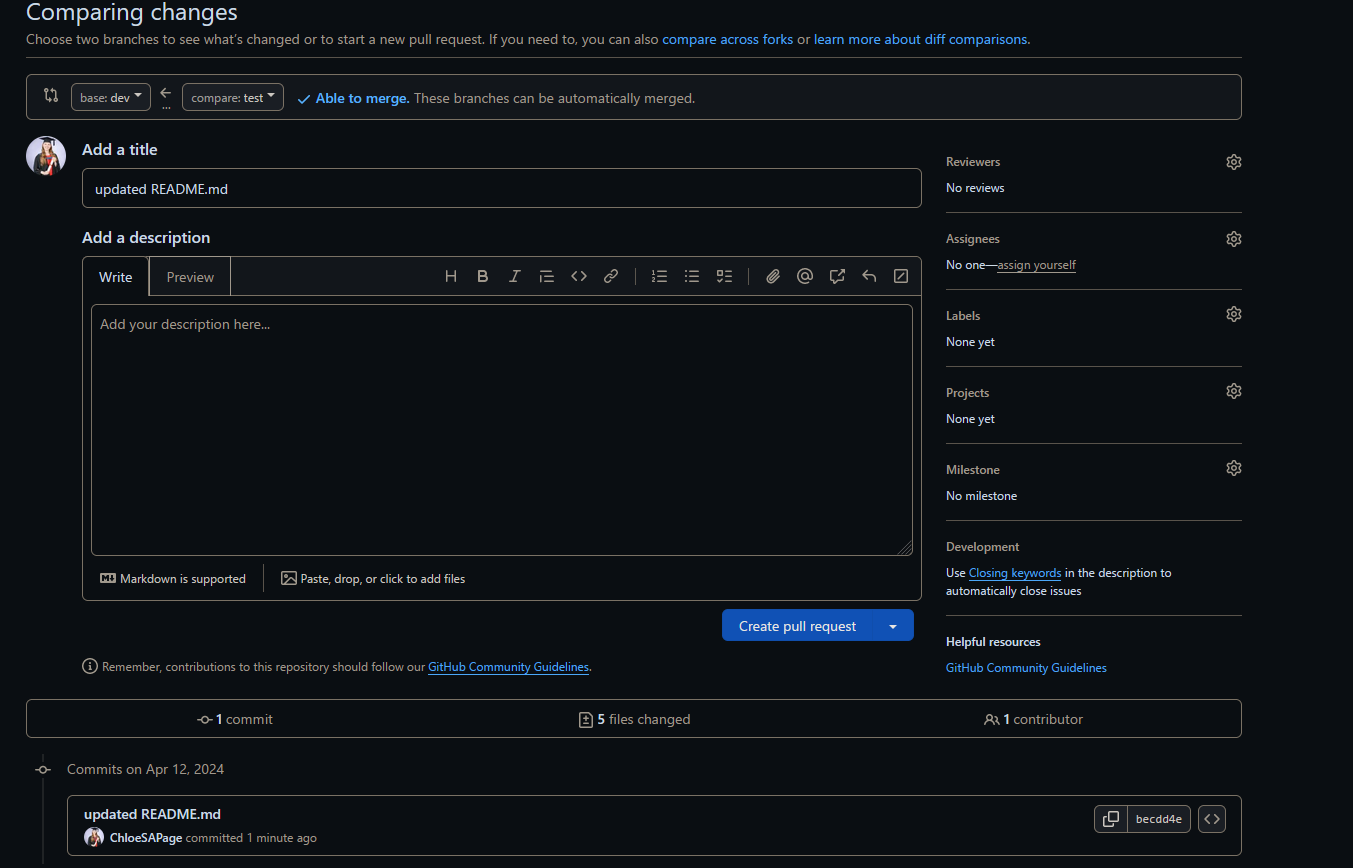 Comparing changes
Choose two branches to see what's changed or to start a new pull request. If you need to, you can also compare across forks or learn more about diff comparisons.
base: dev
...
compare: test
Able to merge. These branches can be automatically merged.
Add a title
updated README.md
Add a description
Write
Preview
Add your description here...
Markdown is supported
Paste, drop, or click to add files
Create pull request
Remember, contributions to this repository should follow our GitHub Community Guidelines.
Reviewers
No reviews
Assignees
No one—assign yourself
Labels
None yet
Projects
None yet
Milestone
No milestone
Development
Use Closing keywords in the description to
automatically close issues
Helpful resources
GitHub Community Guidelines
1 commit
5 files changed
1 contributor
Commits on Apr 12, 2024
updated README.md
ChloeSAPage committed 1 minute ago
becdd4e